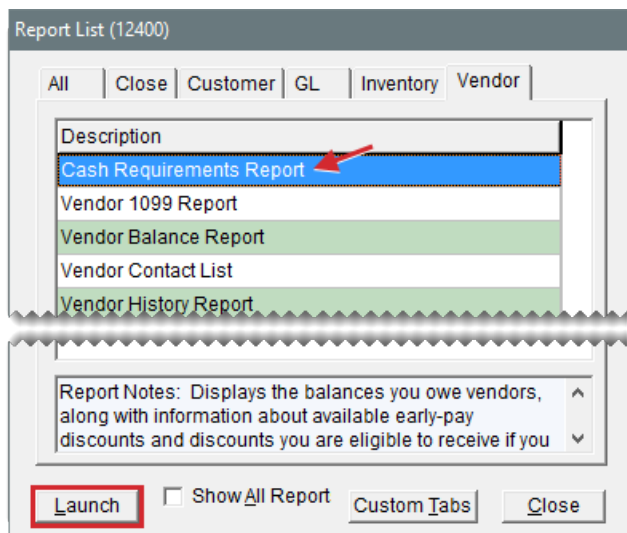 Report List (12400)
All Close Customer GL Inventory Vendor
Description
Cash Requirements Report
Vendor 1099 Report
Vendor Balance Report
Vendor Contact List
Vendor History Report
Report Notes: Displays the balances you owe vendors,
along with information about available early-pay
discounts and discounts you are eligible to receive if you
Launch Show All Report Custom Tabs Close